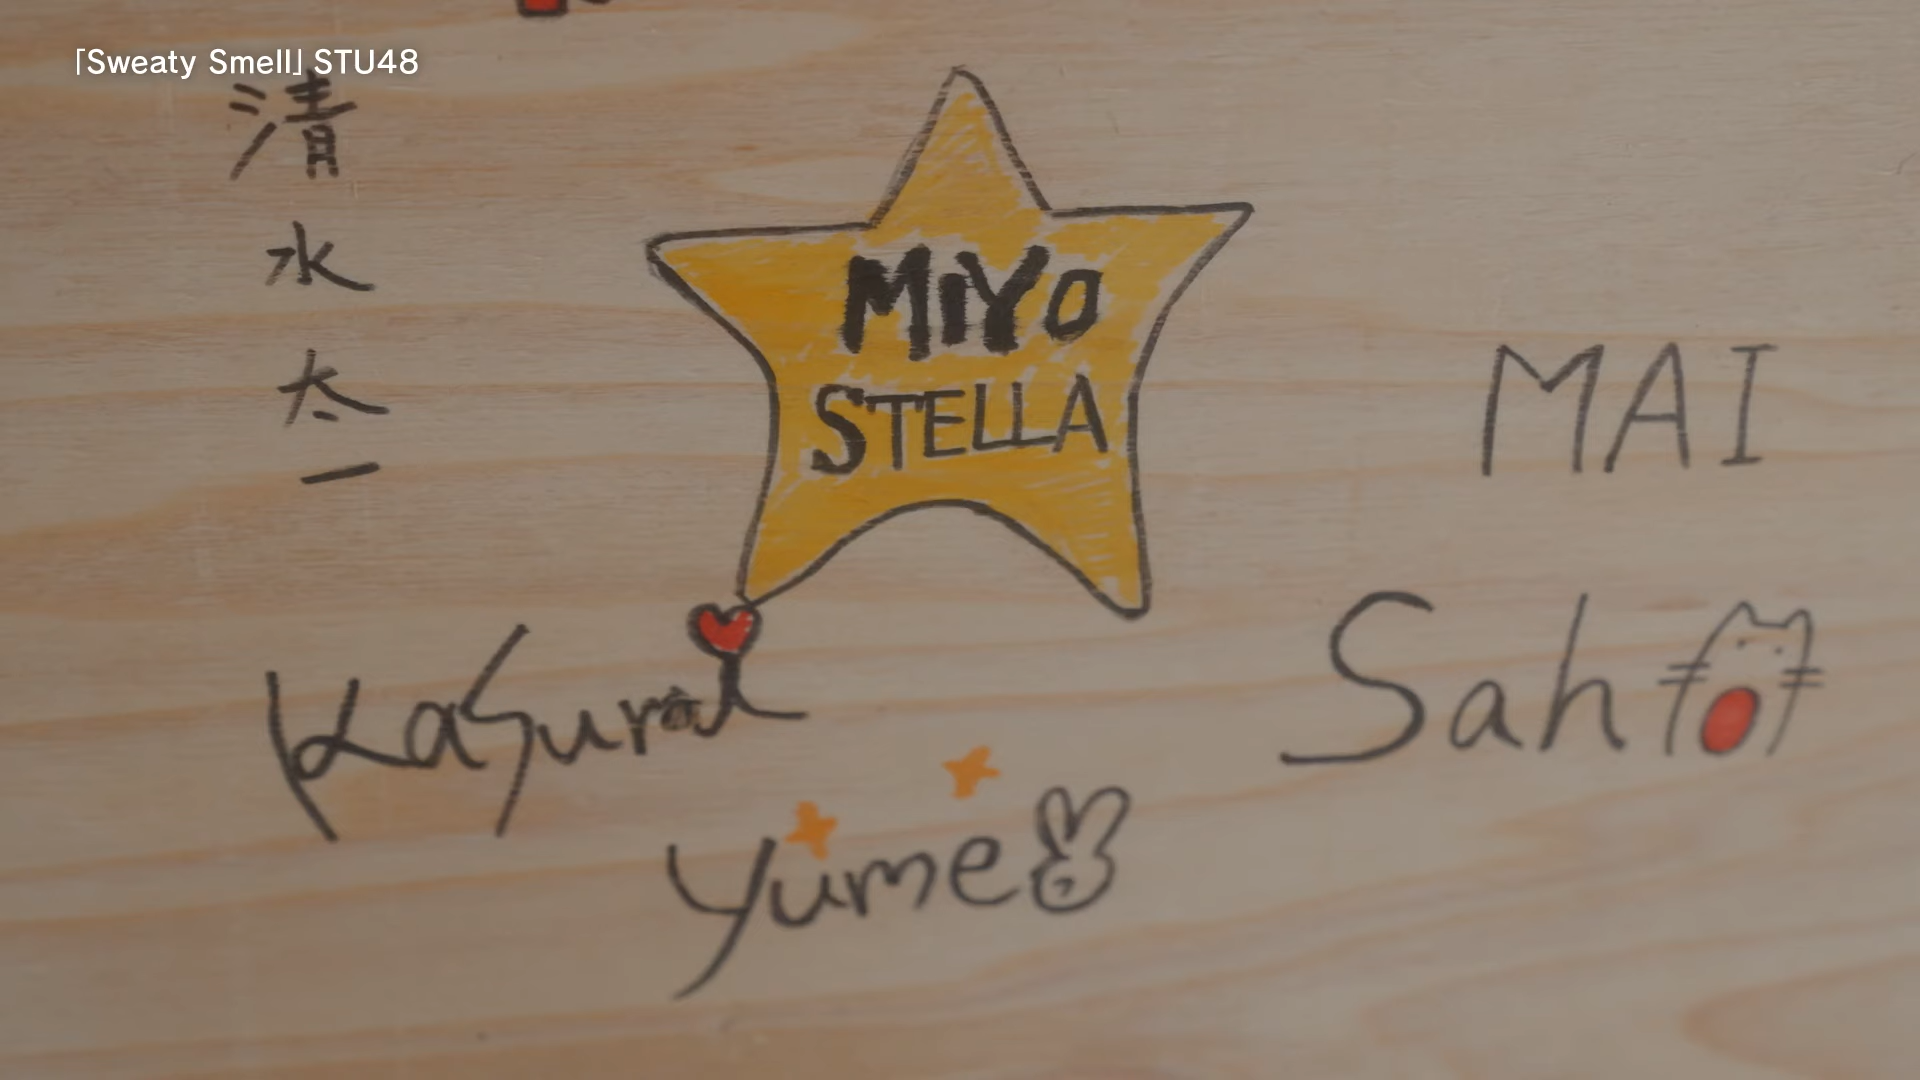 「Sweaty Smell」 STU48
清水太一
MiYo
STELLA
MAI
Kasumi
Saho
Yume